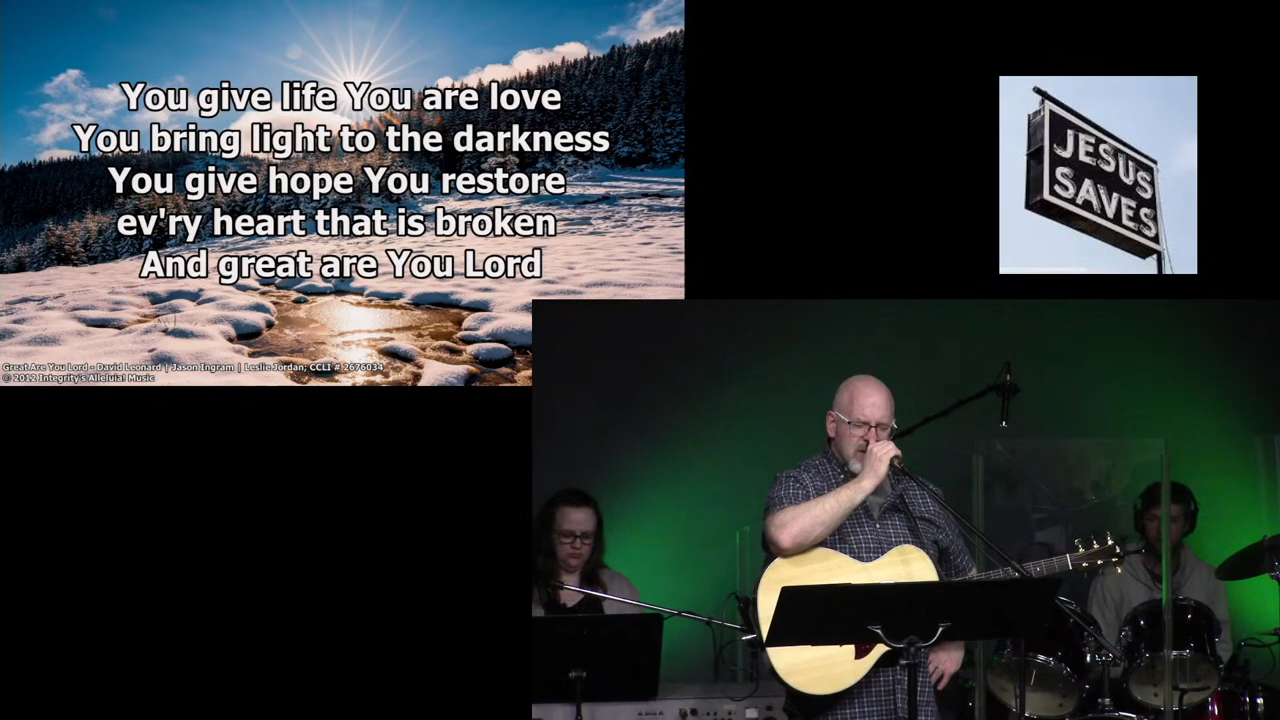 You give life You are love
You bring light to the darkness
You give hope You restore
ev'ry heart that is broken
And great are You Lord
Great Are You Lord - David Leonard | Jason Ingram | Leslie Jordan; CCLI # 2676034
© 2012 Integrity's Alleluia! Music
JESUS
SAVES